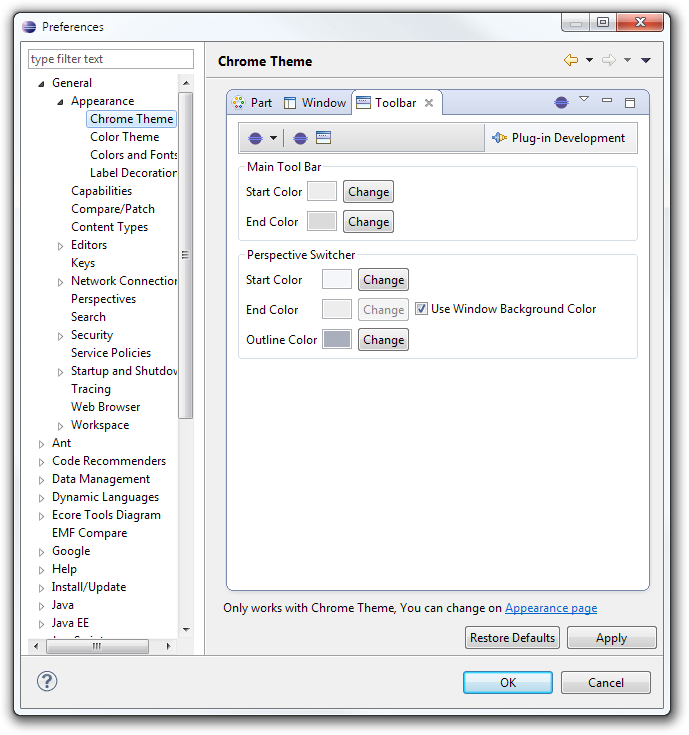 Preferences
type filter text
General
Appearance
Chrome Theme
Color Theme
Colors and Fonts
Label Decoration
Capabilities
Compare/Patch
Content Types
Editors
Keys
Network Connection
Perspectives
Search
Security
Service Policies
Startup and Shutdow
Tracing
Web Browser
Workspace
Ant
Code Recommenders
Data Management
Dynamic Languages
Ecore Tools Diagram
EMF Compare
Google
Help
Install/Update
Java
Java EE
Chrome Theme
Part Window Toolbar
Plug-in Development
Main Tool Bar
Start Color Change
End Color Change
Perspective Switcher
Start Color Change
End Color Change Use Window Background Color
Outline Color Change
Only works with Chrome Theme, You can change on Appearance page
Restore Defaults Apply
OK Cancel